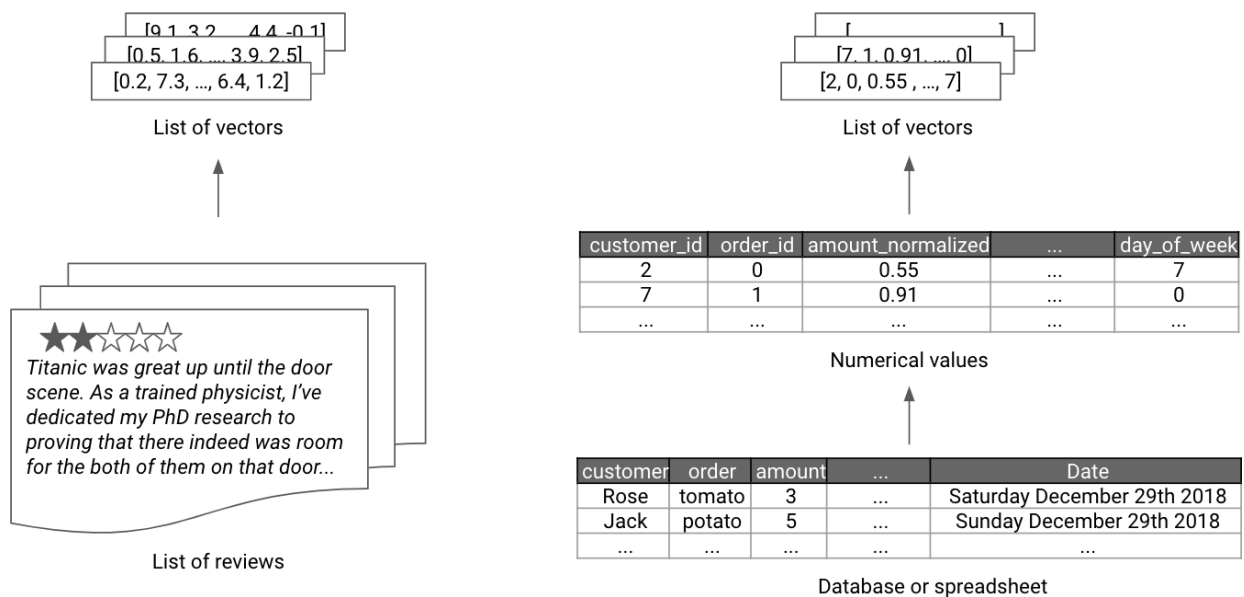 [9.1, 3.2, ... 4.4, -0.1]
[0.5, 1.6, ..., 3.9, 2.5]
[0.2, 7.3, ..., 6.4, 1.2]
List of vectors
Titanic was great up until the door
scene. As a trained physicist, I've
dedicated my PhD research to
proving that there indeed was room
for the both of them on that door...
List of reviews
[ ]
[7, 1, 0.91, ..., 0]
[2, 0, 0.55 , ..., 7]
List of vectors
customer_id order_id amount_normalized ... day_of_week
2 0 0.55 ... 7
7 1 0.91 ... 0
... ... ... ... ...
Numerical values
customer order amount ... Date
Rose tomato 3 ... Saturday December 29th 2018
Jack potato 5 ... Sunday December 29th 2018
... ... ... ... ...
Database or spreadsheet